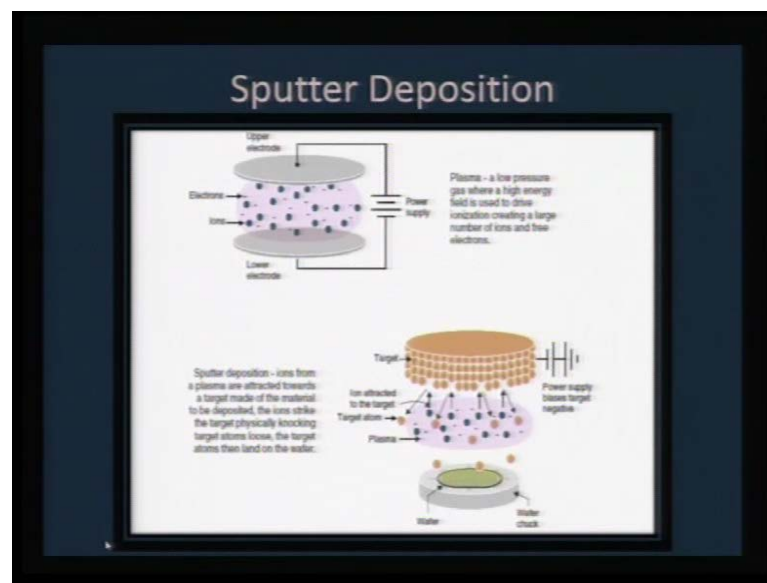 Sputter Deposition
Upper
electrode
Electrons
Ions
Power
supply
Lower
electrode
Plasma - a low pressure
gas where a high energy
field is used to drive
ionization creating a large
number of ions and free
electrons.
Sputter deposition - ions from
a plasma are attracted towards
a target made of the material
to be deposited, the ions strike
the target physically knocking
target atoms loose, the target
atoms then land on the wafer.
Target
Ion attracted
to the target
Target atom
Plasma
Power supply
biases target
negative
Wafer
Wafer
chuck